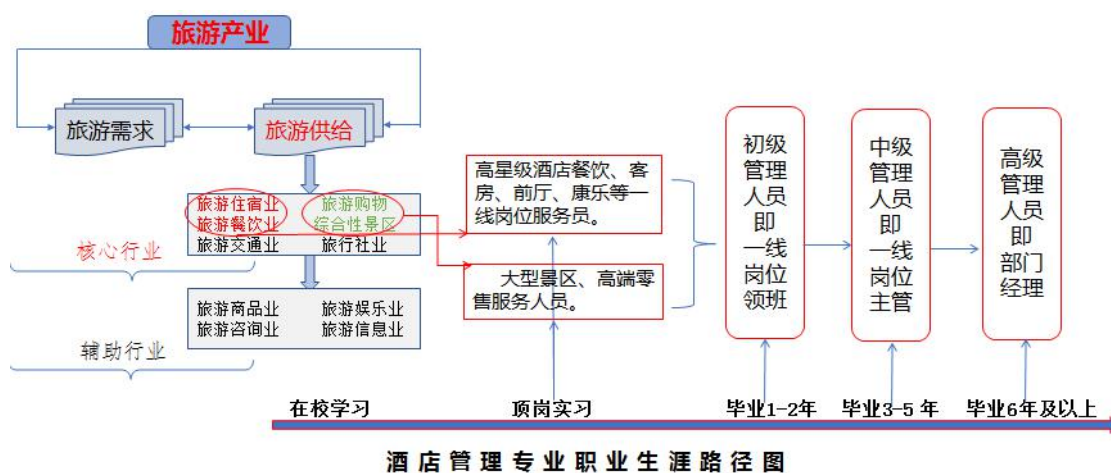 旅游产业
旅游需求
旅游供给
旅游住宿业 旅游购物
旅游餐饮业 综合性景区
旅游交通业 旅行社业
核心行业
旅游商品业 旅游娱乐业
旅游咨询业 旅游信息业
辅助行业
高星级酒店餐饮、客
房、前厅、康乐等一
线岗位服务员。
大型景区、高端零
售服务人员。
初级
管理
人员
即
一线
岗位
领班
中级
管理
人员
即
一线
岗位
主管
高级
管理
人员
即
部门
经理
在校学习 顶岗实习 毕业1-2年 毕业3-5 年 毕业6年及以上
酒店管理专业职业生涯路径图